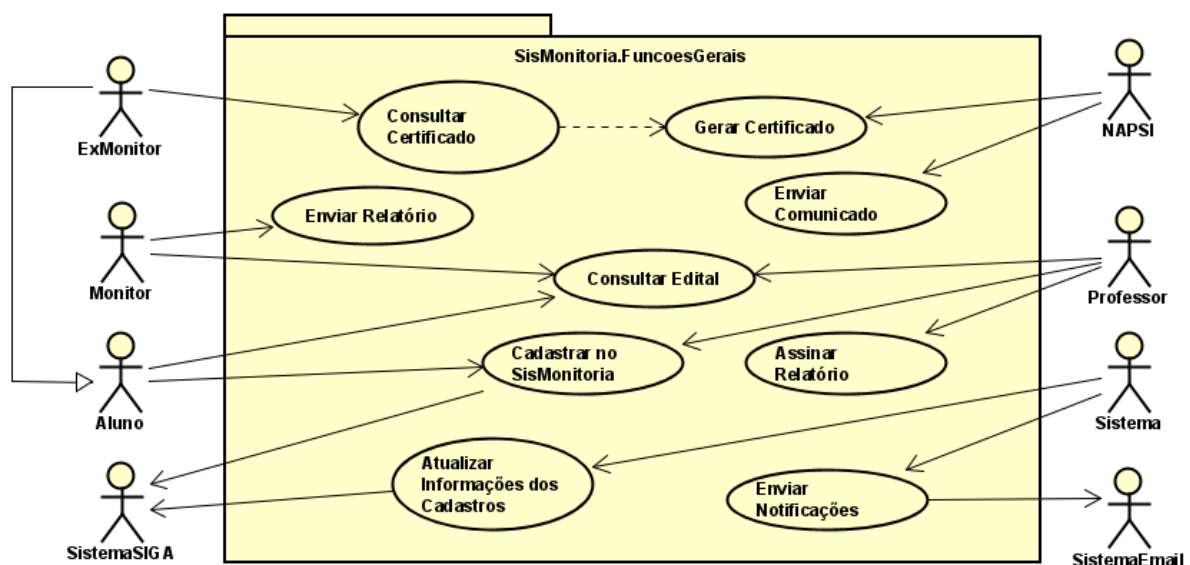 SisMonitoria.FuncoesGerais
ExMonitor
Consultar
Certificado
Gerar Certificado
NAPSI
Enviar
Comunicado
Enviar Relatório
Monitor
Consultar Edital
Professor
Aluno
Cadastrar no
SisMonitoria
Assinar
Relatório
Sistema
SistemaSIGA
Atualizar
Informações dos
Cadastros
Enviar
Notificações
SistemaEmail